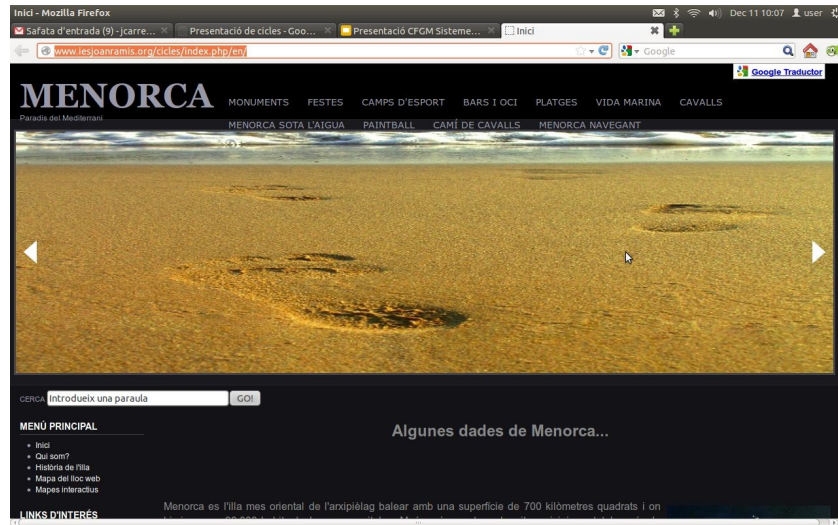 Inici - Mozilla Firefox
Dec 11 10:07 user
Safata d'entrada (9) - jcarre...
Presentació de cicles - Goo...
Presentació CFGM Sisteme...
Inici
www.iesjoanramis.org/cicles/index.php/en/
Google
Google Traductor
MENORCA
Paradís del Mediterrani
MONUMENTS FESTES CAMPS D'ESPORT BARS I OCI PLATGES VIDA MARINA CAVALLS
MENORCA SOTA L'AIGUA PAINTBALL CAMÍ DE CAVALLS MENORCA NAVEGANT
CERCA Introdueix una paraula GO!
MENÚ PRINCIPAL
Inici
Qui som?
Història de l'illa
Mapa del lloc web
Mapes interactius
LINKS D'INTERÉS
Algunes dades de Menorca...
Menorca es l'illa mes oriental de l'arxipièlag balear amb una superfície de 700 kilòmetres quadrats i on